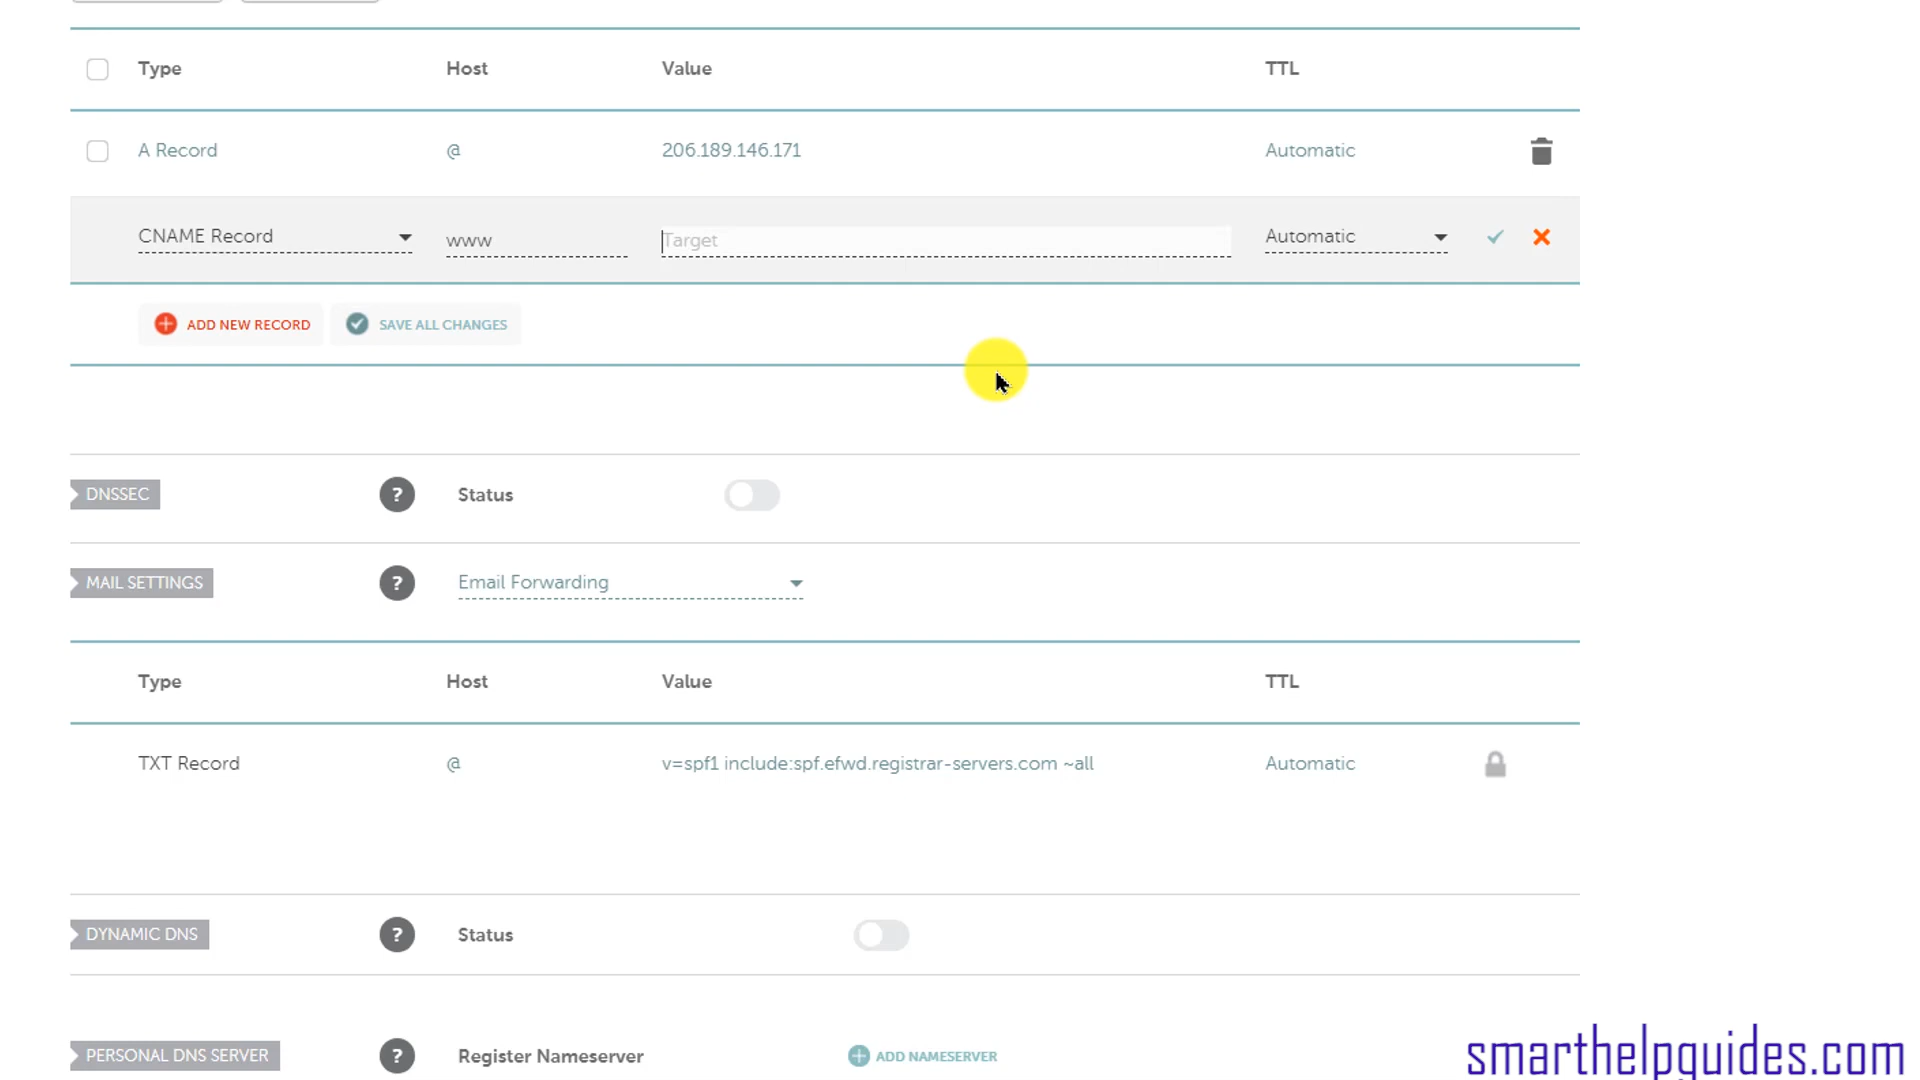 Type Host Value TTL
A Record @ 206.189.146.171 Automatic
CNAME Record www Target Automatic
ADD NEW RECORD SAVE ALL CHANGES
DNSSEC ? Status
MAIL SETTINGS ? Email Forwarding
Type Host Value TTL
TXT Record @ v=spf1 include:spf.efwd.registrar-servers.com ~all Automatic
DYNAMIC DNS ? Status
PERSONAL DNS SERVER ? Register Nameserver ADD NAMESERVER
smarthelpguides.com